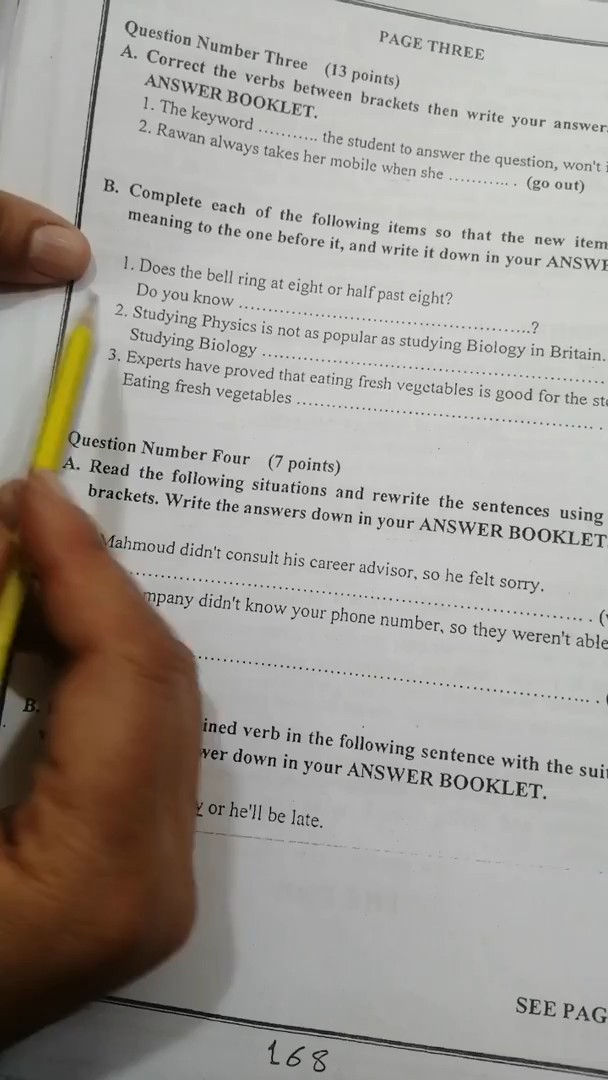 PAGE THREE
Question Number Three (13 points)
A. Correct the verbs between brackets then write your answer
ANSWER BOOKLET.
1. The keyword ........... the student to answer the question, won't
2. Rawan always takes her mobile when she ............ . (go out)
B. Complete each of the following items so that the new item
meaning to the one before it, and write it down in your
1. Does the bell ring at eight or half past eight?
Do you know ..................................................?
2. Studying Physics is not as popular as studying Biology in Britain.
Studying Biology ............................................................
3. Experts have proved that eating fresh vegetables is good for the
Eating fresh vegetables .................................................... .
Question Number Four (7 points)
A. Read the following situations and rewrite the sentences using
brackets. Write the answers down in your ANSWER BOOKLET
Mahmoud didn't consult his career advisor, so he felt sorry.
............................................................................ . (
didn't know your phone number, so they weren't able
.................................................................... . (
B.
verb in the following sentence with the
down in your ANSWER BOOKLET.
or he'll be late.
SEE
168